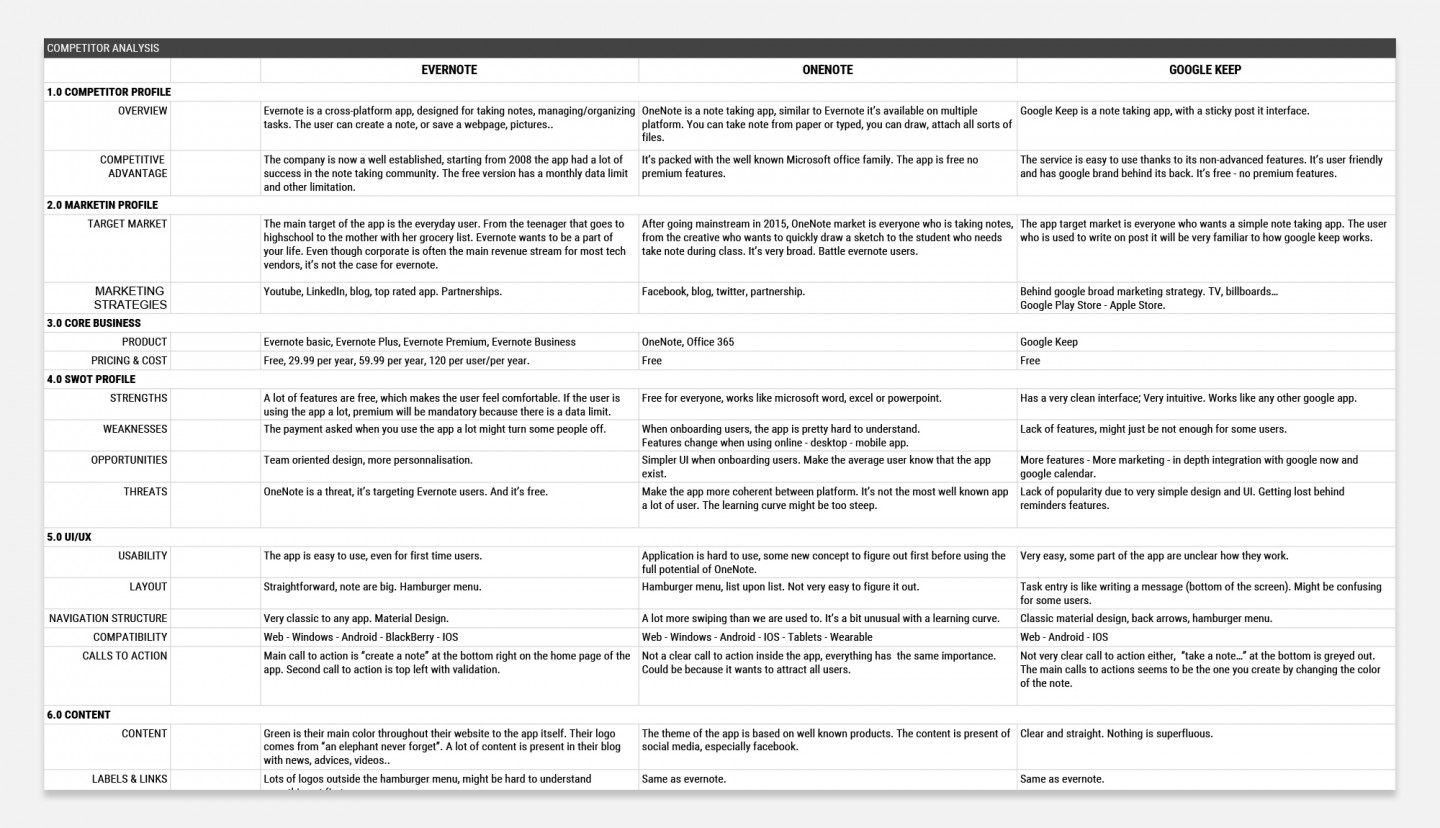 COMPETITOR ANALYSIS
EVERNOTE
ONENOTE
GOOGLE KEEP
1.0 COMPETITOR PROFILE
OVERVIEW
Evernote is a cross-platform app, designed for taking notes, managing/organizing
tasks. The user can create a note, or save a webpage, pictures..
OneNote is a note taking app, similar to Evernote it's available on multiple
platform. You can take note from paper or typed, you can draw, attach all sorts of
files.
Google Keep is a note taking app, with a sticky post it interface.
COMPETITIVE
ADVANTAGE
The company is now a well established, starting from 2008 the app had a lot of
success in the note taking community. The free version has a monthly data limit
and other limitation.
It's packed with the well known Microsoft office family. The app is free no
premium features.
The service is easy to use thanks to its non-advanced features. It's user friendly
and has google brand behind its back. It's free - no premium features.
2.0 MARKETIN PROFILE
TARGET MARKET
The main target of the app is the everyday user. From the teenager that goes to
highschool to the mother with her grocery list. Evernote wants to be a part of
your life. Even though corporate is often the main revenue stream for most tech
vendors, it's not the case for evernote.
After going mainstream in 2015, OneNote market is everyone who is taking notes,
from the creative who wants to quickly draw a sketch to the student who needs
take note during class. It's very broad. Battle evernote users.
The app target market is everyone who wants a simple note taking app. The user
who is used to write on post it will be very familiar to how google keep works.
MARKETING
STRATEGIES
Youtube, LinkedIn, blog, top rated app. Partnerships.
Facebook, blog, twitter, partnership.
Behind google broad marketing strategy. TV, billboards…
Google Play Store - Apple Store.
3.0 CORE BUSINESS
PRODUCT
Evernote basic, Evernote Plus, Evernote Premium, Evernote Business
OneNote, Office 365
Google Keep
PRICING & COST
Free, 29.99 per year, 59.99 per year, 120 per user/per year.
Free
Free
4.0 SWOT PROFILE
STRENGTHS
A lot of features are free, which makes the user feel comfortable. If the user is
using the app a lot, premium will be mandatory because there is a data limit.
Free for everyone, works like microsoft word, excel or powerpoint.
Has a very clean interface; Very intuitive. Works like any other google app.
WEAKNESSES
The payment asked when you use the app a lot might turn some people off.
When onboarding users, the app is pretty hard to understand.
Features change when using online - desktop - mobile app.
Lack of features, might just be not enough for some users.
OPPORTUNITIES
Team oriented design, more personnalisation.
Simpler UI when onboarding users. Make the average user know that the app
exist.
More features - More marketing - in depth integration with google now and
google calendar.
THREATS
OneNote is a threat, it's targeting Evernote users. And it's free.
Make the app more coherent between platform. It's not the most well known app
a lot of user. The learning curve might be too steep.
Lack of popularity due to very simple design and UI. Getting lost behind
reminders features.
5.0 UI/UX
USABILITY
The app is easy to use, even for first time users.
Application is hard to use, some new concept to figure out first before using the
full potential of OneNote.
Very easy, some part of the app are unclear how they work.
LAYOUT
Straightforward, note are big. Hamburger menu.
Hamburger menu, list upon list. Not very easy to figure it out.
Task entry is like writing a message (bottom of the screen). Might be confusing
for some users.
NAVIGATION STRUCTURE
Very classic to any app. Material Design.
A lot more swiping than we are used to. It's a bit unusual with a learning curve.
Classic material design, back arrows, hamburger menu.
COMPATIBILITY
Web - Windows - Android - BlackBerry - IOS
Web - Windows - Android - IOS - Tablets - Wearable
Web - Android - IOS
CALLS TO ACTION
Main call to action is “create a note” at the bottom right on the home page of the
app. Second call to action is top left with validation.
Not a clear call to action inside the app, everything has  the same importance.
Could be because it wants to attract all users.
Not very clear call to action either,  “take a note…” at the bottom is greyed out.
The main calls to actions seems to be the one you create by changing the color
of the note.
6.0 CONTENT
CONTENT
Green is their main color throughout their website to the app itself. Their logo
comes from “an elephant never forget”. A lot of content is present in their blog
with news, advices, videos..
The theme of the app is based on well known products. The content is present of
social media, especially facebook.
Clear and straight. Nothing is superfluous.
LABELS & LINKS
Lots of logos outside the hamburger menu, might be hard to understand
Same as evernote.
Same as evernote.